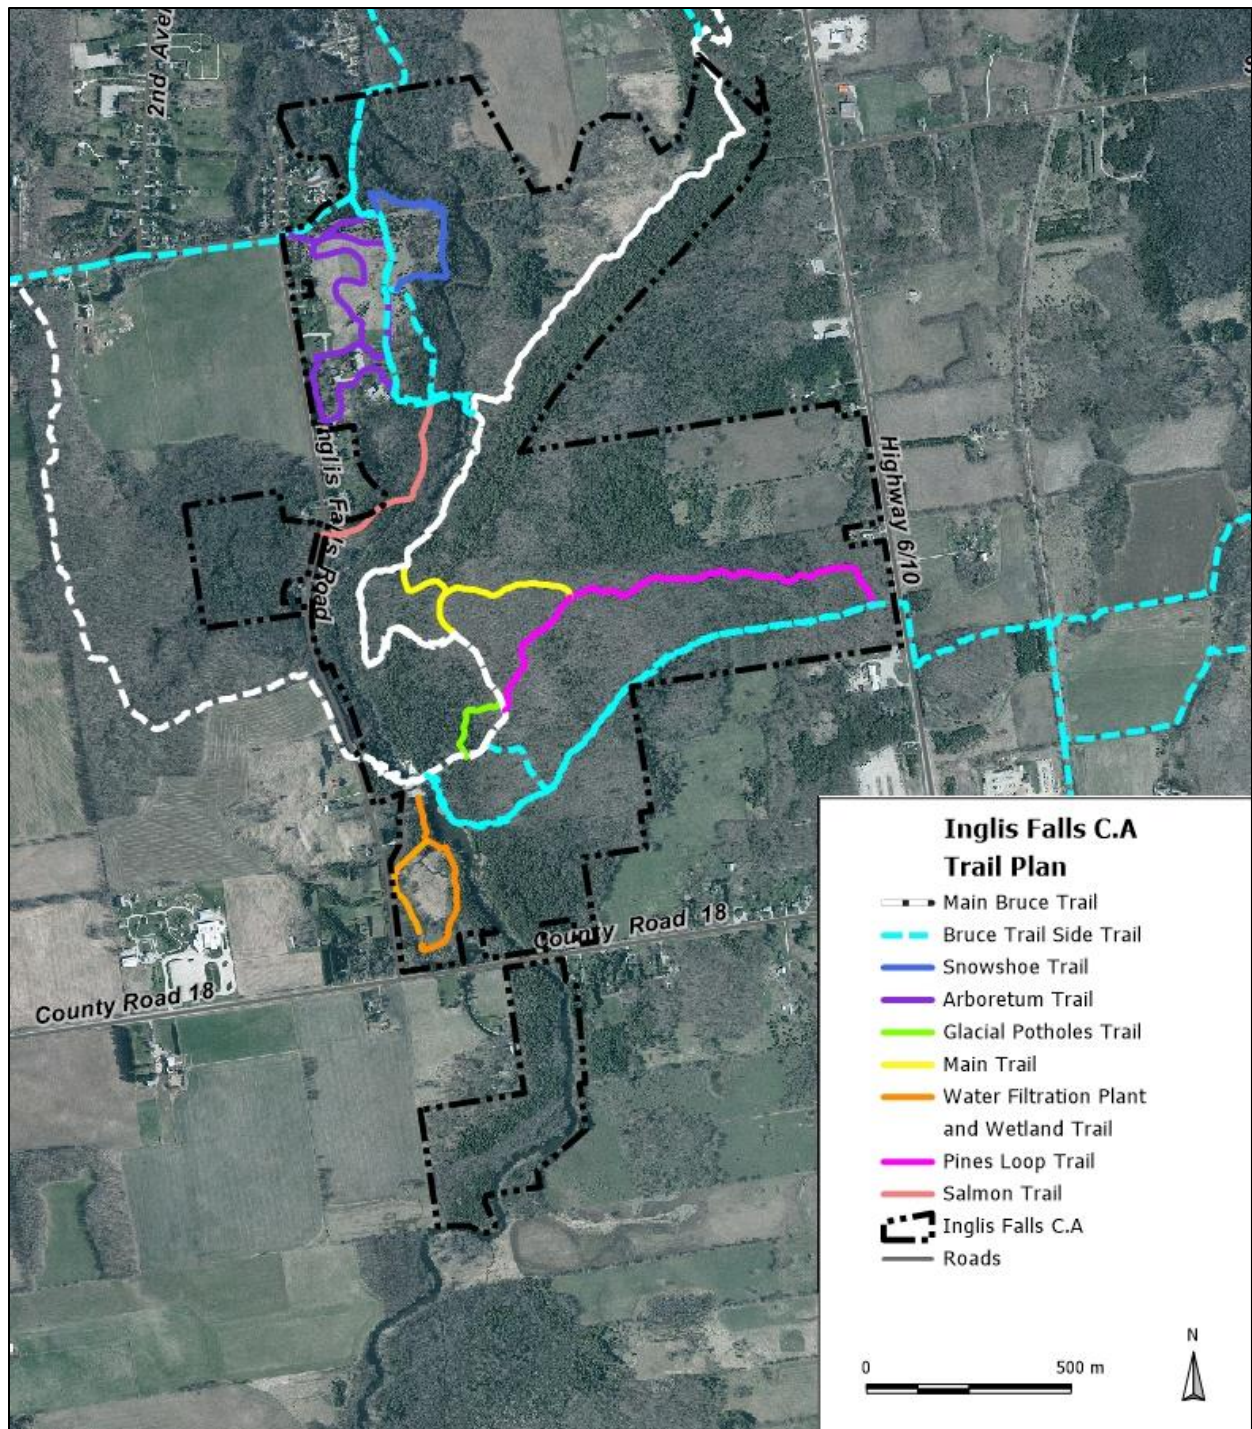 2nd Aver
S
Inglis Falls Road
Highway 6/10
County Road 18
County Road 18
Inglis Falls C.A
Trail Plan
Main Bruce Trail
Bruce Trail Side Trail
Snowshoe Trail
Arboretum Trail
Glacial Potholes Trail
Main Trail
Water Filtration Plant
and Wetland Trail
Pines Loop Trail
Salmon Trail
Inglis Falls C.A
Roads
N
0 500 m